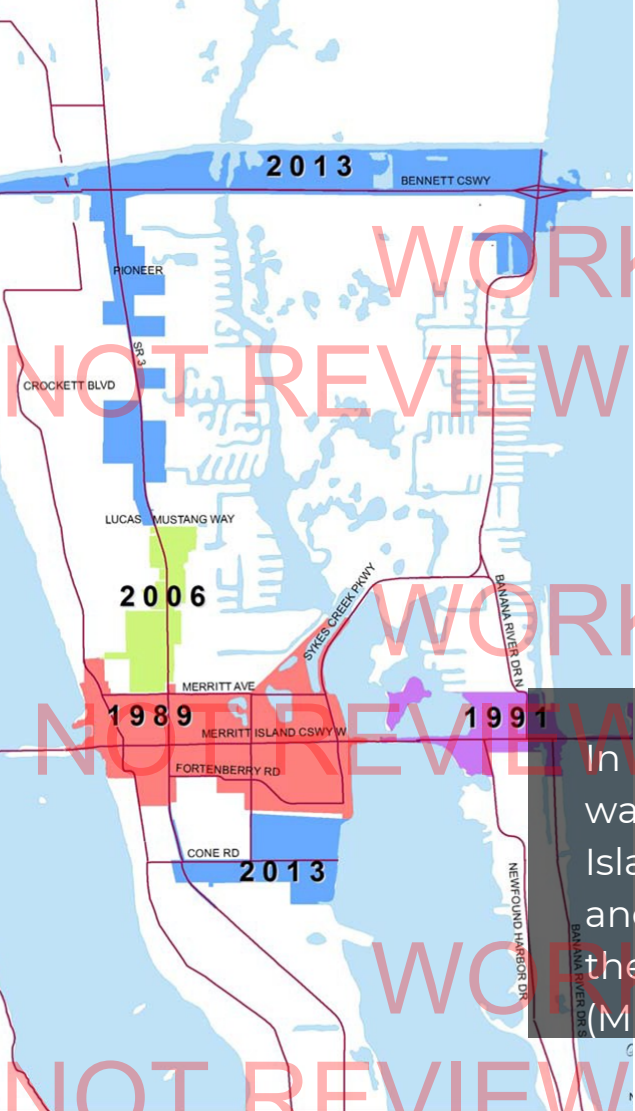 2013
BENNETT CSWY
WORK
PIONEER
SR 3
NOT REVIEW
CROCKETT BLVD
LUCAS MUSTANG WAY
2006
SYKES CREEK PKWY
BANANA RIVER DR N
WORK
MERRITT AVE
1989
1991
MERRITT ISLAND CSWY W
NOT REVIEW
FORTENBERRY RD
In
CONE RD
2013
NEWFOUND HARBOR DR
BANANA RIVER DR S
and
the
(M
WORK
NOT REVIEW